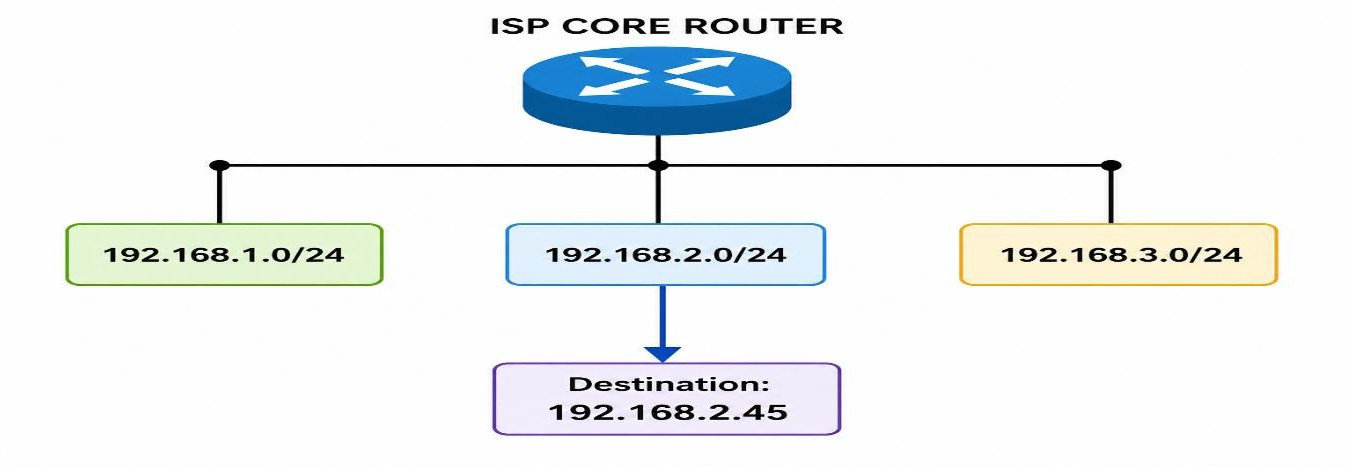 ISP CORE ROUTER
192.168.1.0/24
192.168.2.0/24
192.168.3.0/24
Destination:
192.168.2.45